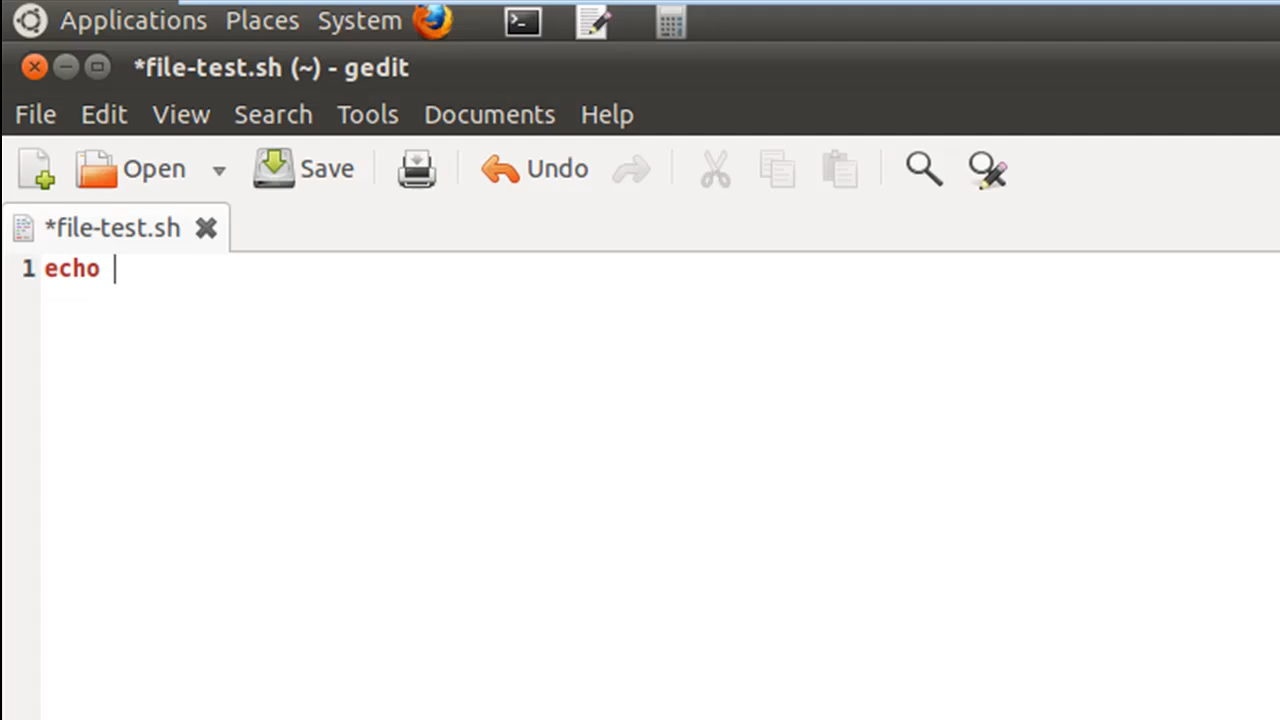 Applications Places System
*file-test.sh (~) - gedit
File Edit View Search Tools Documents Help
Open Save Undo
*file-test.sh
1 echo